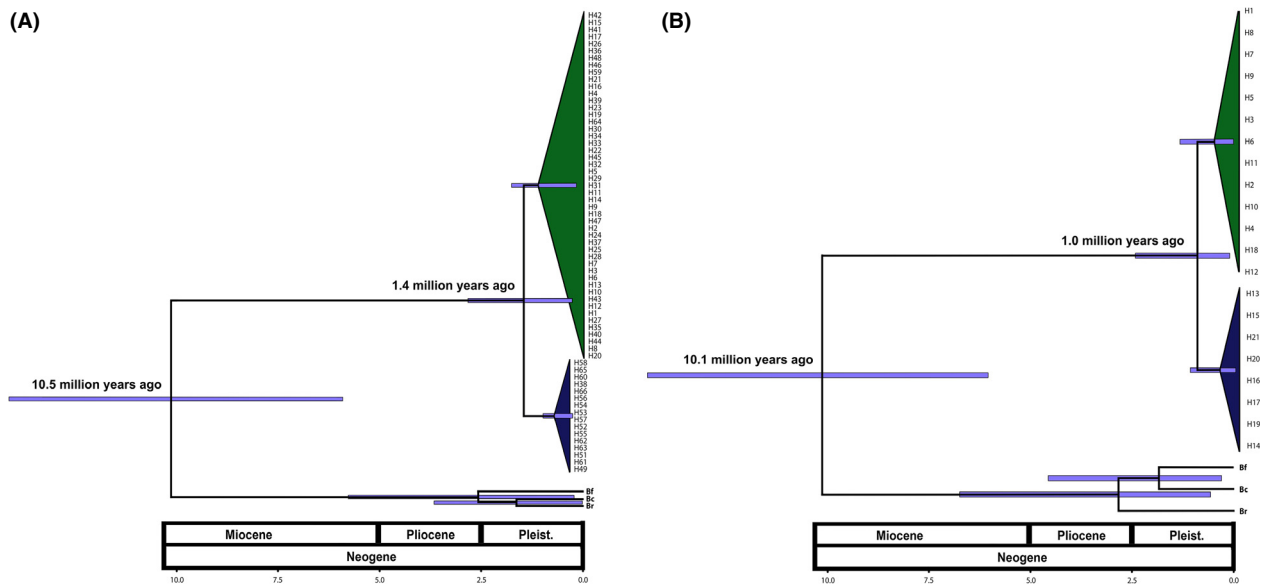 (A)
H42
H15
H41
H17
H26
H36
H48
H46
H59
H21
H16
H4
H39
H23
H19
H64
H30
H34
H33
H22
H45
H32
H5
H29
H31
H11
H14
H9
H18
H47
H2
H24
H37
H25
H28
H7
H3
H6
H13
H10
H43
H12
H1
H27
H35
H40
H44
H8
H20
H58
H65
H60
H38
H66
H56
H54
H53
H57
H52
H55
H62
H63
H51
H61
H49
Bf
Bc
Br
1.4 million years ago
10.5 million years ago
Miocene Pliocene Pleist.
Neogene
10.0 5.0 2.5 0.0
(B)
H1
H8
H7
H9
H5
H3
H6
H11
H2
H10
H4
H18
H12
H13
H15
H21
H20
H16
H17
H19
H14
Bf
Bc
Br
1.0 million years ago
10.1 million years ago
Miocene Pliocene Pleist.
Neogene
10.0 5.0 2.5 0.0